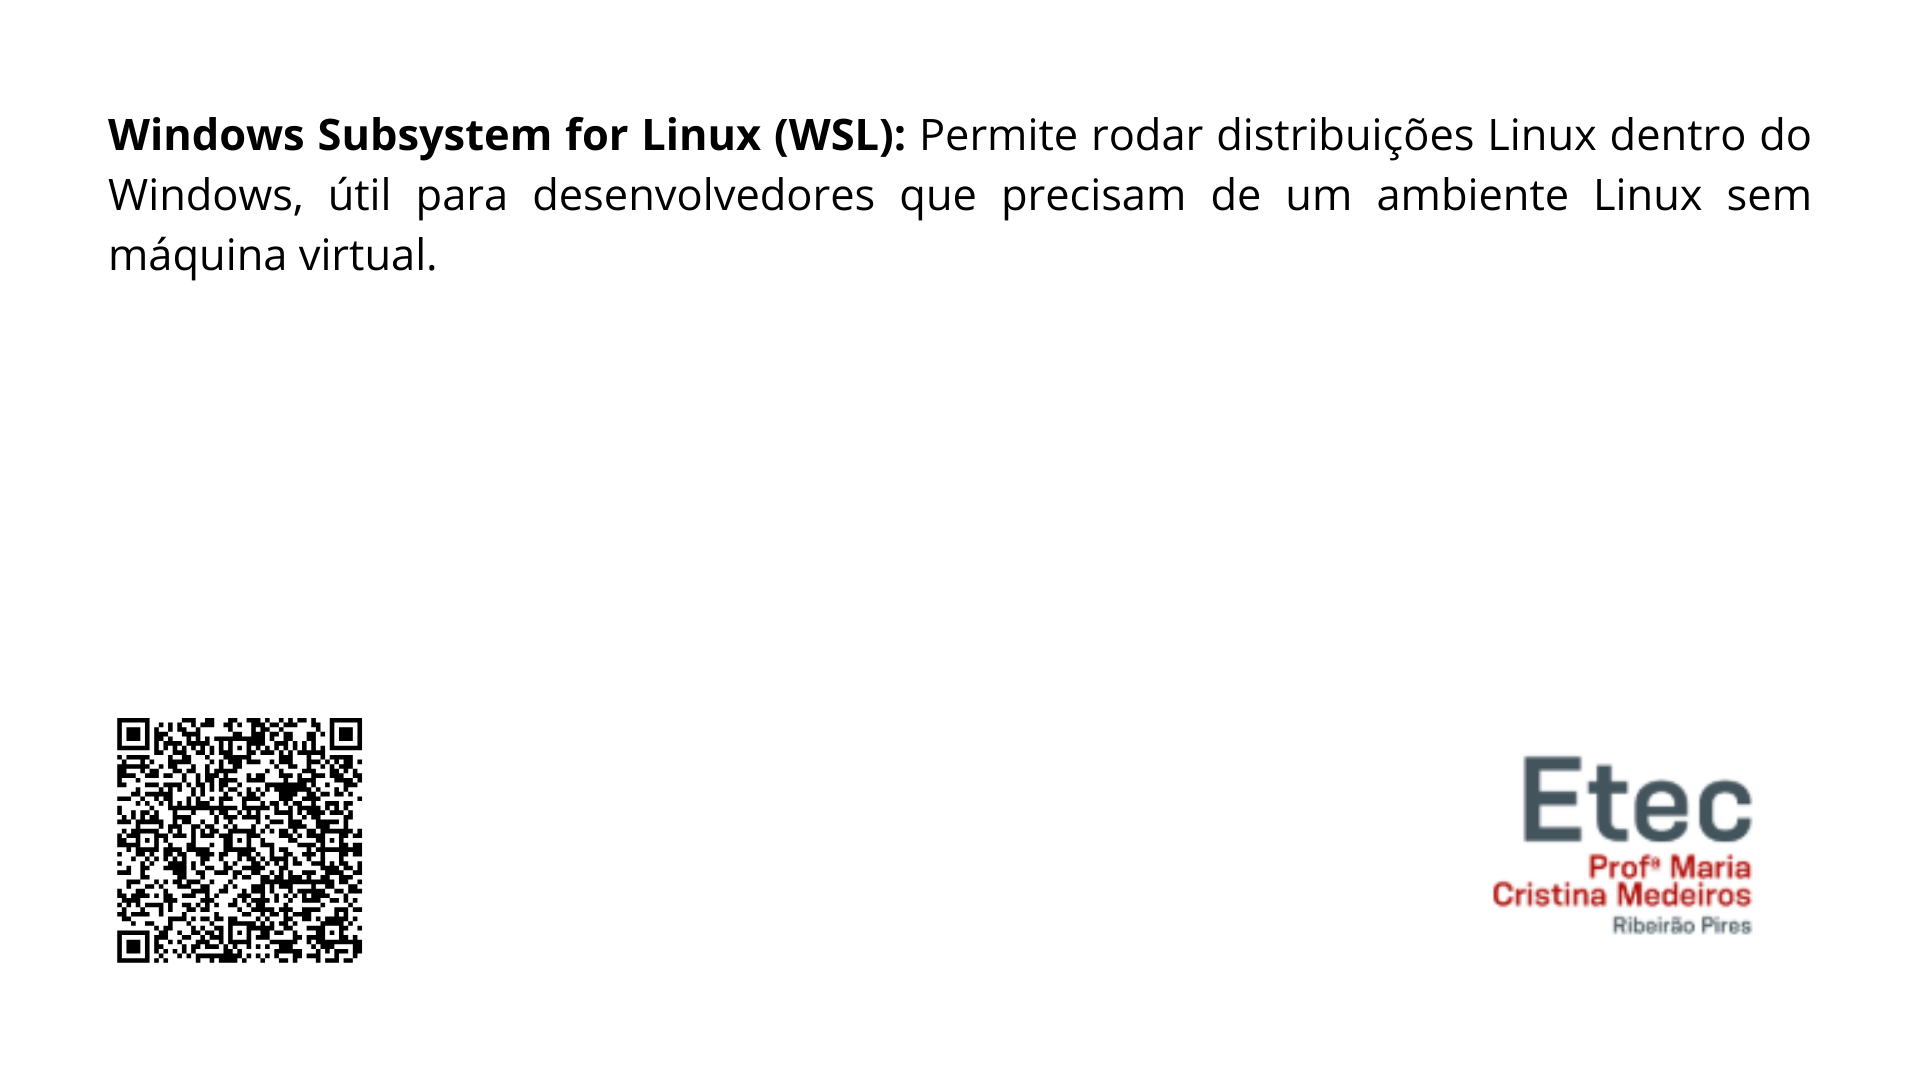 Windows Subsystem for Linux (WSL): Permite rodar distribuições Linux dentro do
Windows, útil para desenvolvedores que precisam de um ambiente Linux sem
máquina virtual.
Etec
Profª Maria
Cristina Medeiros
Ribeirão Pires